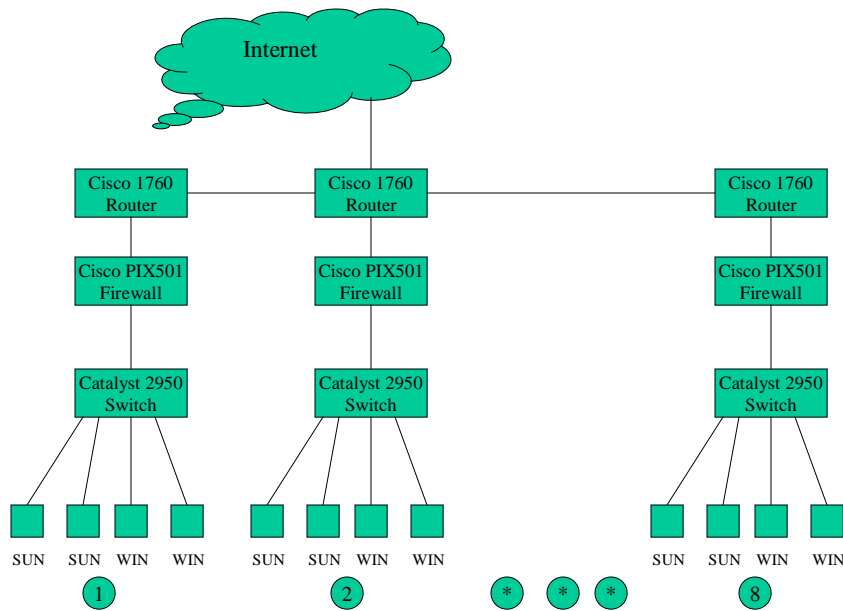 Internet
Cisco 1760
Router
Cisco 1760
Router
Cisco 1760
Router
Cisco PIX501
Firewall
Cisco PIX501
Firewall
Cisco PIX501
Firewall
Catalyst 2950
Switch
Catalyst 2950
Switch
Catalyst 2950
Switch
SUN SUN WIN WIN
SUN SUN WIN WIN
SUN SUN WIN WIN
1 2 * * * 8